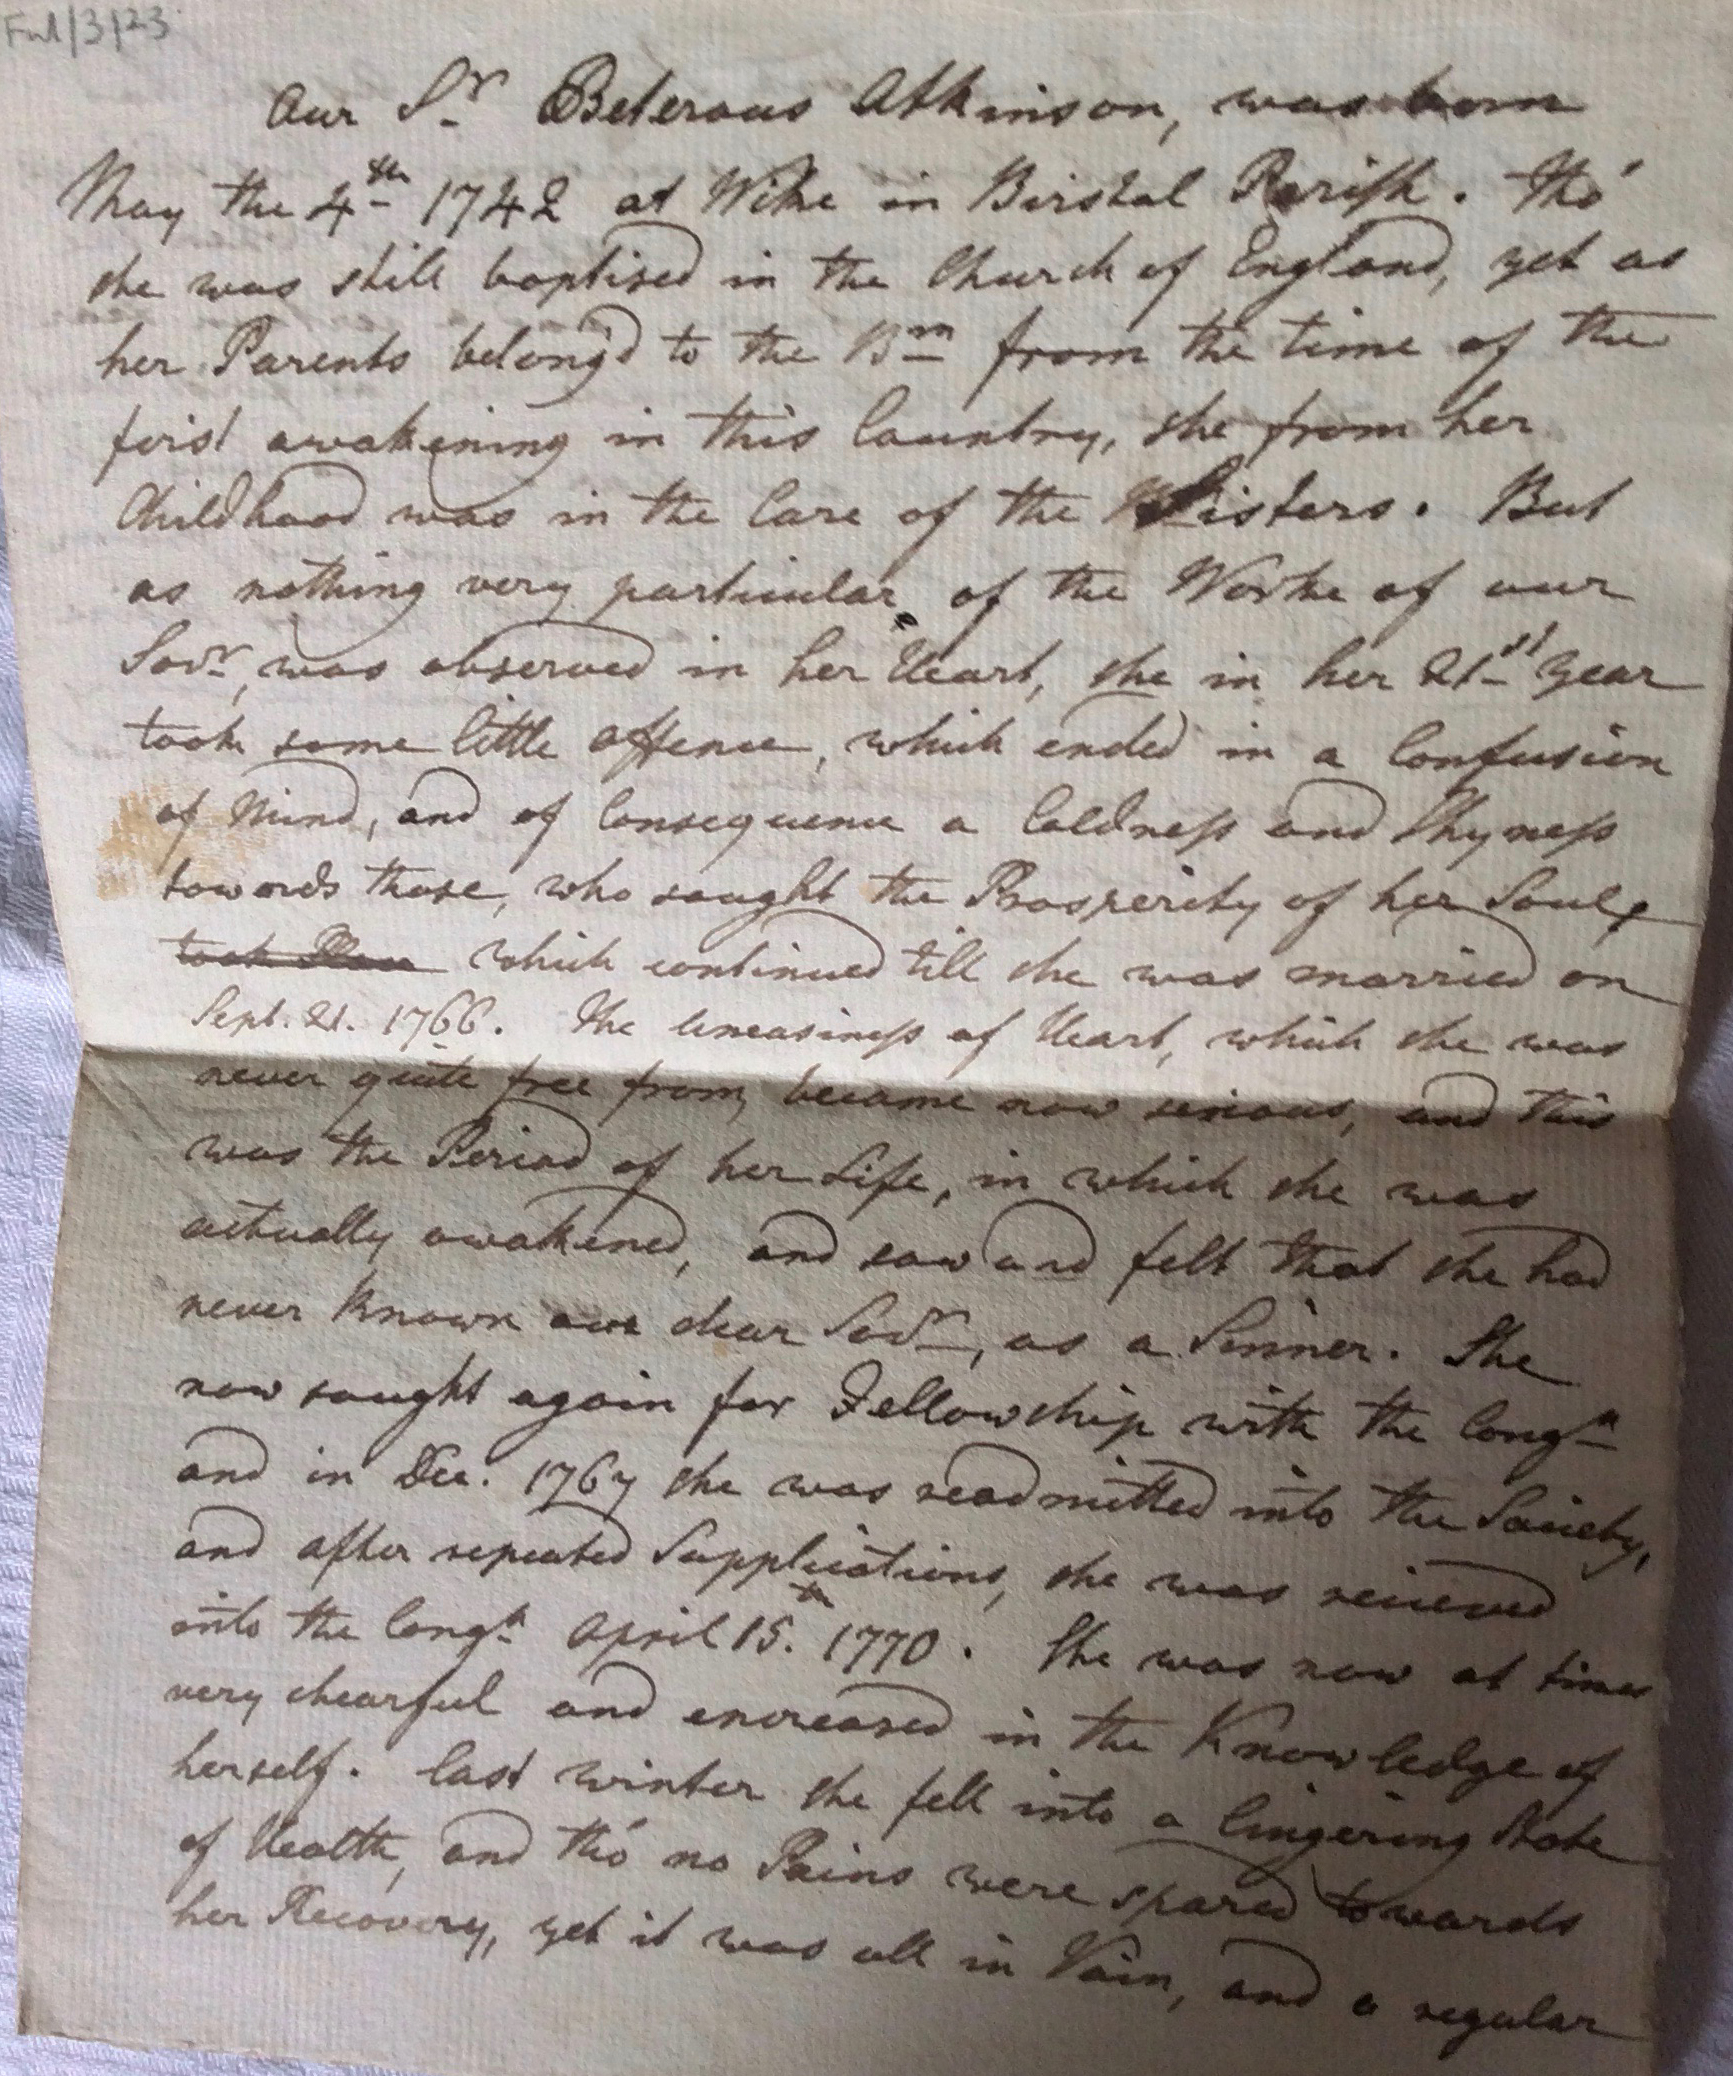 Ful/3/23
Our Sr Beterous Atkinson, was born
May the 4th 1742 at Wike in Birstal Parish. Tho'
she was still baptised in the Church of England, yet as
her Parents belong'd to the Brn from the time of the
first awakening in this Country, she from her
Childhood was in the Care of the Sisters. But
as nothing very particular of the Worke of our
Savr, was observed in her Heart, she in her 21st Year
took some little offence, which ended in a Confusion
of Mind, and of Consequence a Coldness and Shyness
towards those, who sought the Prosperity of her Soul,
took Place which continued till she was married on
Sept. 21. 1766. The Uneasiness of Heart, which she was
never quite free from, became now serious, and this
was the Period of her Life, in which she was
actually awakened, and saw and felt that she had
never known our dear Savr, as a Sinner. She
now sought again for Fellowship with the Congn
and in Dec. 1767 she was readmitted into the Society,
and after repeated Supplications, she was recieved
into the Congn April 15.th 1770. She was now at times
very chearful and encreased in the Knowledge of
herself. Last winter she fell into a lingering State
of Health, and tho' no Pains were spared towards
her Recovery, yet it was all in Vain, and a regular